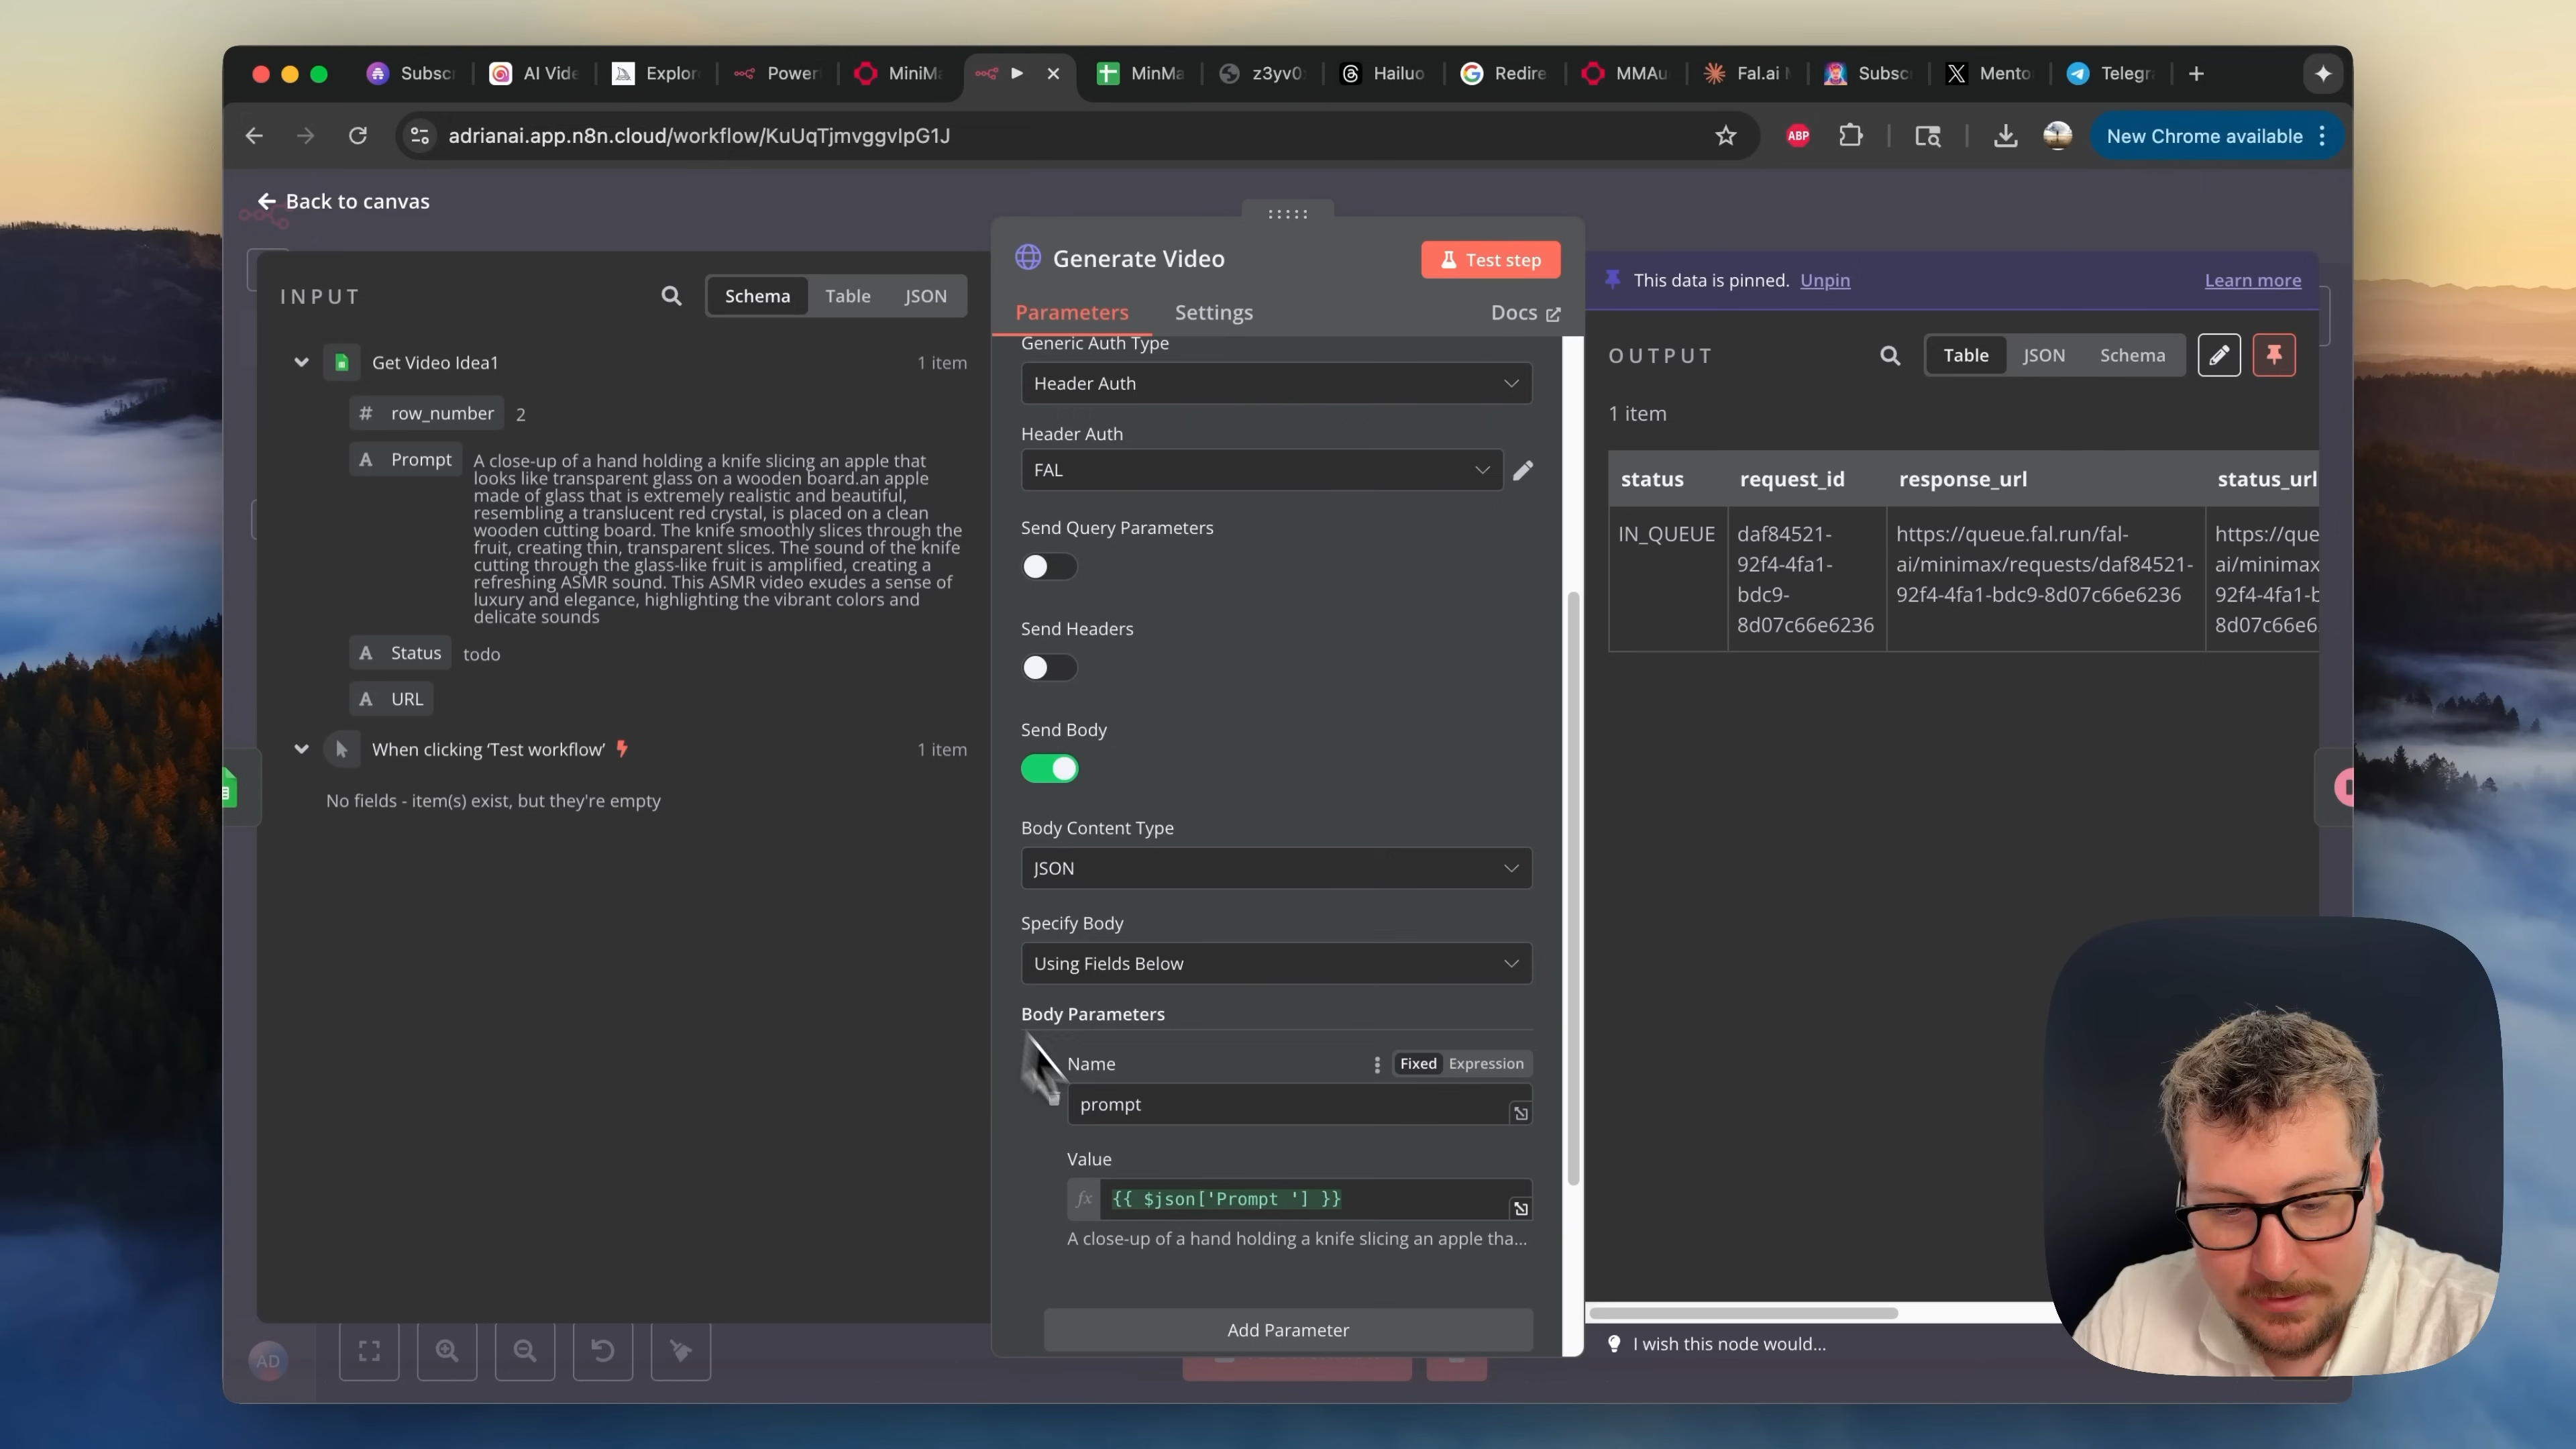 Subsc
AI Vide
Explor
Power
MiniMa
MinMa
z3yv0
Hailuo
Redire
MMAu
Fal.ai
Subsc
Mento
Telegr
adrianai.app.n8n.cloud/workflow/KuUqTjmvggvIpG1J
ABP
New Chrome available
Back to canvas
INPUT
Schema
Table
JSON
Get Video Idea1
1 item
# row_number
2
A Prompt
A close-up of a hand holding a knife slicing an apple that
looks like transparent glass on a wooden board.an apple
made of glass that is extremely realistic and beautiful,
resembling a translucent red crystal, is placed on a clean
wooden cutting board. The knife smoothly slices through the
fruit, creating thin, transparent slices. The sound of the knife
cutting through the glass-like fruit is amplified, creating a
refreshing ASMR sound. This ASMR video exudes a sense of
luxury and elegance, highlighting the vibrant colors and
delicate sounds
A Status
todo
A URL
When clicking ‘Test workflow’
1 item
No fields - item(s) exist, but they're empty
AD
Generate Video
Test step
Parameters
Settings
Docs
Generic Auth Type
Header Auth
Header Auth
FAL
Send Query Parameters
Send Headers
Send Body
Body Content Type
JSON
Specify Body
Using Fields Below
Body Parameters
Name
Fixed
Expression
prompt
Value
fx
{{ $json['Prompt '] }}
A close-up of a hand holding a knife slicing an apple tha...
Add Parameter
This data is pinned. Unpin
Learn more
OUTPUT
Table
JSON
Schema
1 item
status
request_id
response_url
status_url
IN_QUEUE
daf84521-
92f4-4fa1-
bdc9-
8d07c66e6236
https://queue.fal.run/fal-
ai/minimax/requests/daf84521-
92f4-4fa1-bdc9-8d07c66e6236
https://que
ai/minimax
92f4-4fa1-b
8d07c66e6
I wish this node would...